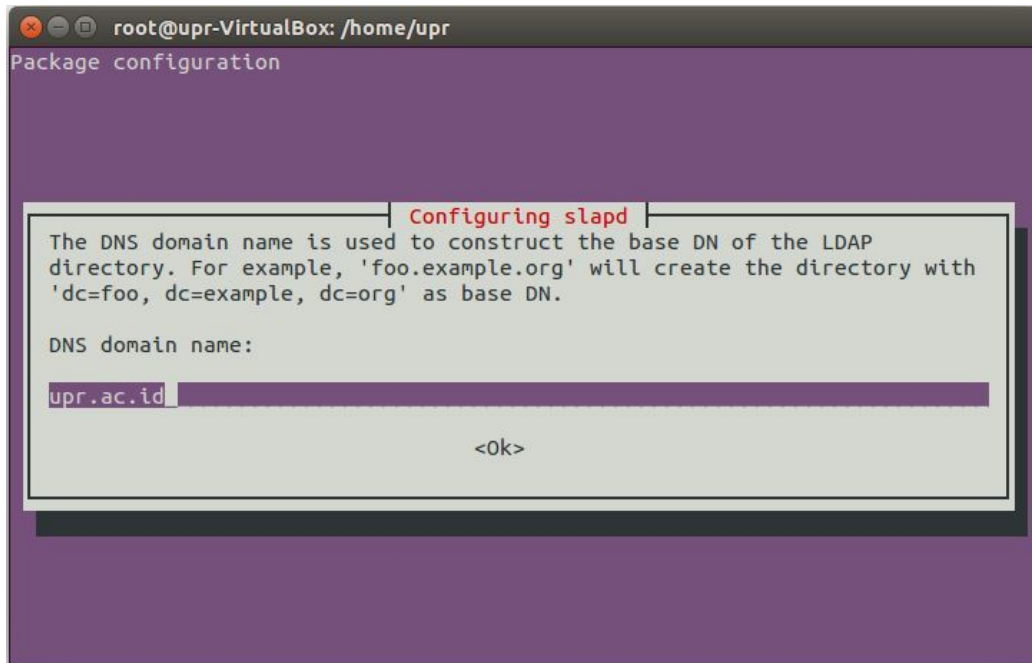 root@upr-VirtualBox: /home/upr
Package configuration
Configuring slapd
The DNS domain name is used to construct the base DN of the LDAP
directory. For example, 'foo.example.org' will create the directory with
'dc=foo, dc=example, dc=org' as base DN.
DNS domain name:
upr.ac.id
<Ok>